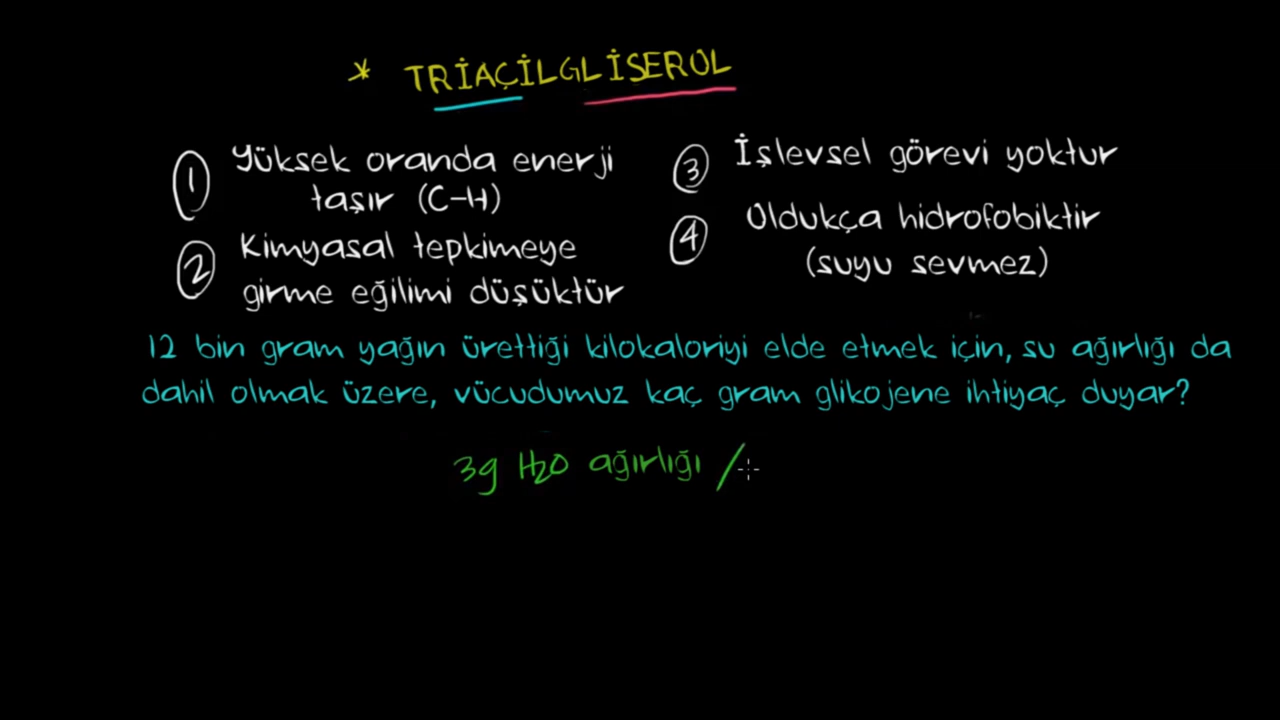 * TRİAÇİLGLİSEROL
1 Yüksek oranda enerji
taşır (C-H)
2 Kimyasal tepkimeye
girme eğilimi düşüktür
3 İşlevsel görevi yoktur
4 Oldukça hidrofobiktir
(suyu sevmez)
12 bin gram yağın ürettiği kilokaloriyi elde etmek için, su ağırlığı da
dahil olmak üzere, vücudumuz kaç gram glikojene ihtiyaç duyar?
3g H2O ağırlığı /